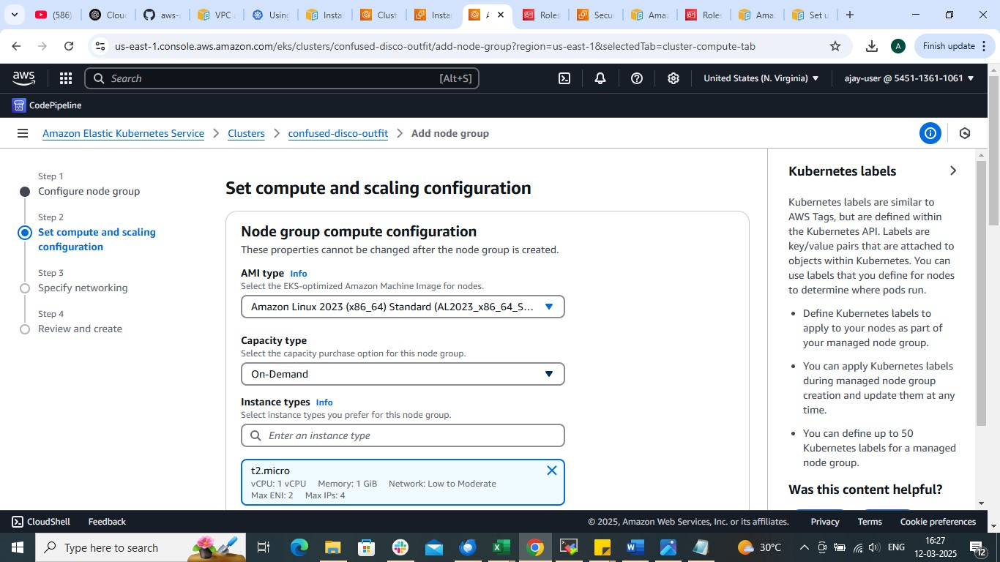 (586)
Cloud
aws-c
VPC
Using
Instal
Clust
Insta
A
Roles
Secu
Amaz
Roles
Ama
Set u
us-east-1.console.aws.amazon.com/eks/clusters/confused-disco-outfit/add-node-group?region=us-east-1&selectedTab=cluster-compute-tab
A
Finish update
aws
Search
[Alt+S]
United States (N. Virginia)
ajay-user @ 5451-1361-1061
CodePipeline
Amazon Elastic Kubernetes Service
Clusters
confused-disco-outfit
Add node group
Step 1
Configure node group
Step 2
Set compute and scaling
configuration
Step 3
Specify networking
Step 4
Review and create
Set compute and scaling configuration
Node group compute configuration
These properties cannot be changed after the node group is created.
AMI type Info
Select the EKS-optimized Amazon Machine Image for nodes.
Amazon Linux 2023 (x86_64) Standard (AL2023_x86_64_S...
Capacity type
Select the capacity purchase option for this node group.
On-Demand
Instance types Info
Select instance types you prefer for this node group.
Enter an instance type
t2.micro
vCPU: 1 vCPU Memory: 1 GiB Network: Low to Moderate
Max ENI: 2 Max IPs: 4
Kubernetes labels
Kubernetes labels are similar to
AWS Tags, but are defined within
the Kubernetes API. Labels are
key/value pairs that are attached to
objects within Kubernetes. You can
use labels that you define for nodes
to determine where pods run.
• Define Kubernetes labels to
apply to your nodes as part of
your managed node group.
• You can apply Kubernetes labels
during managed node group
creation and update them at any
time.
• You can define up to 50
Kubernetes labels for a managed
node group.
Was this content helpful?
CloudShell
Feedback
© 2025, Amazon Web Services, Inc. or its affiliates.
Privacy
Terms
Cookie preferences
Type here to search
30°C
ENG
16:27
12-03-2025
12